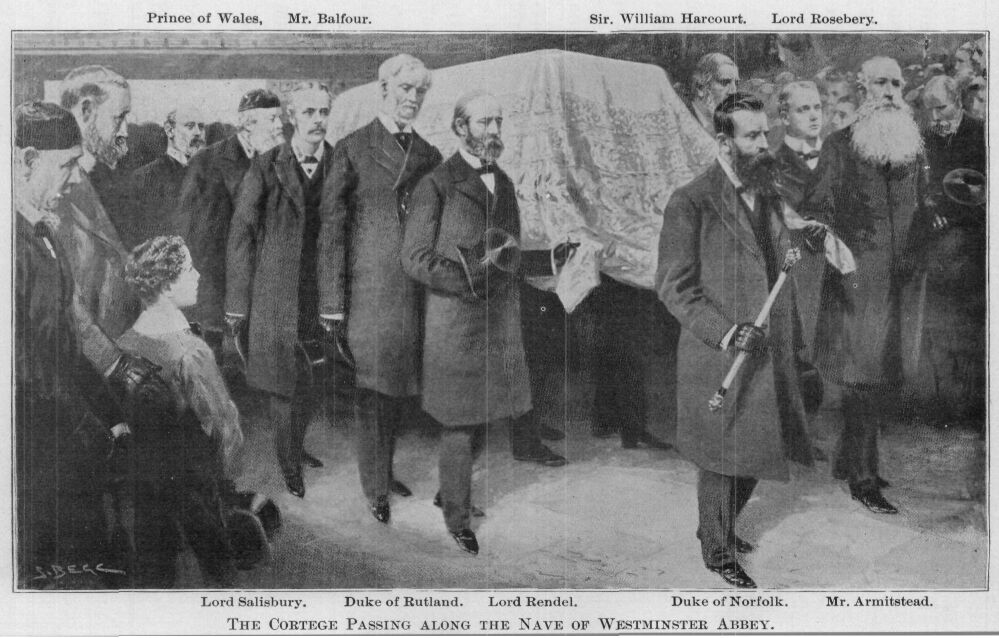 Prince of Wales, Mr. Balfour. Sir. William Harcourt. Lord Rosebery.
S. BEGG
Lord Salisbury. Duke of Rutland. Lord Rendel. Duke of Norfolk. Mr. Armitstead.
THE CORTEGE PASSING ALONG THE NAVE OF WESTMINSTER ABBEY.